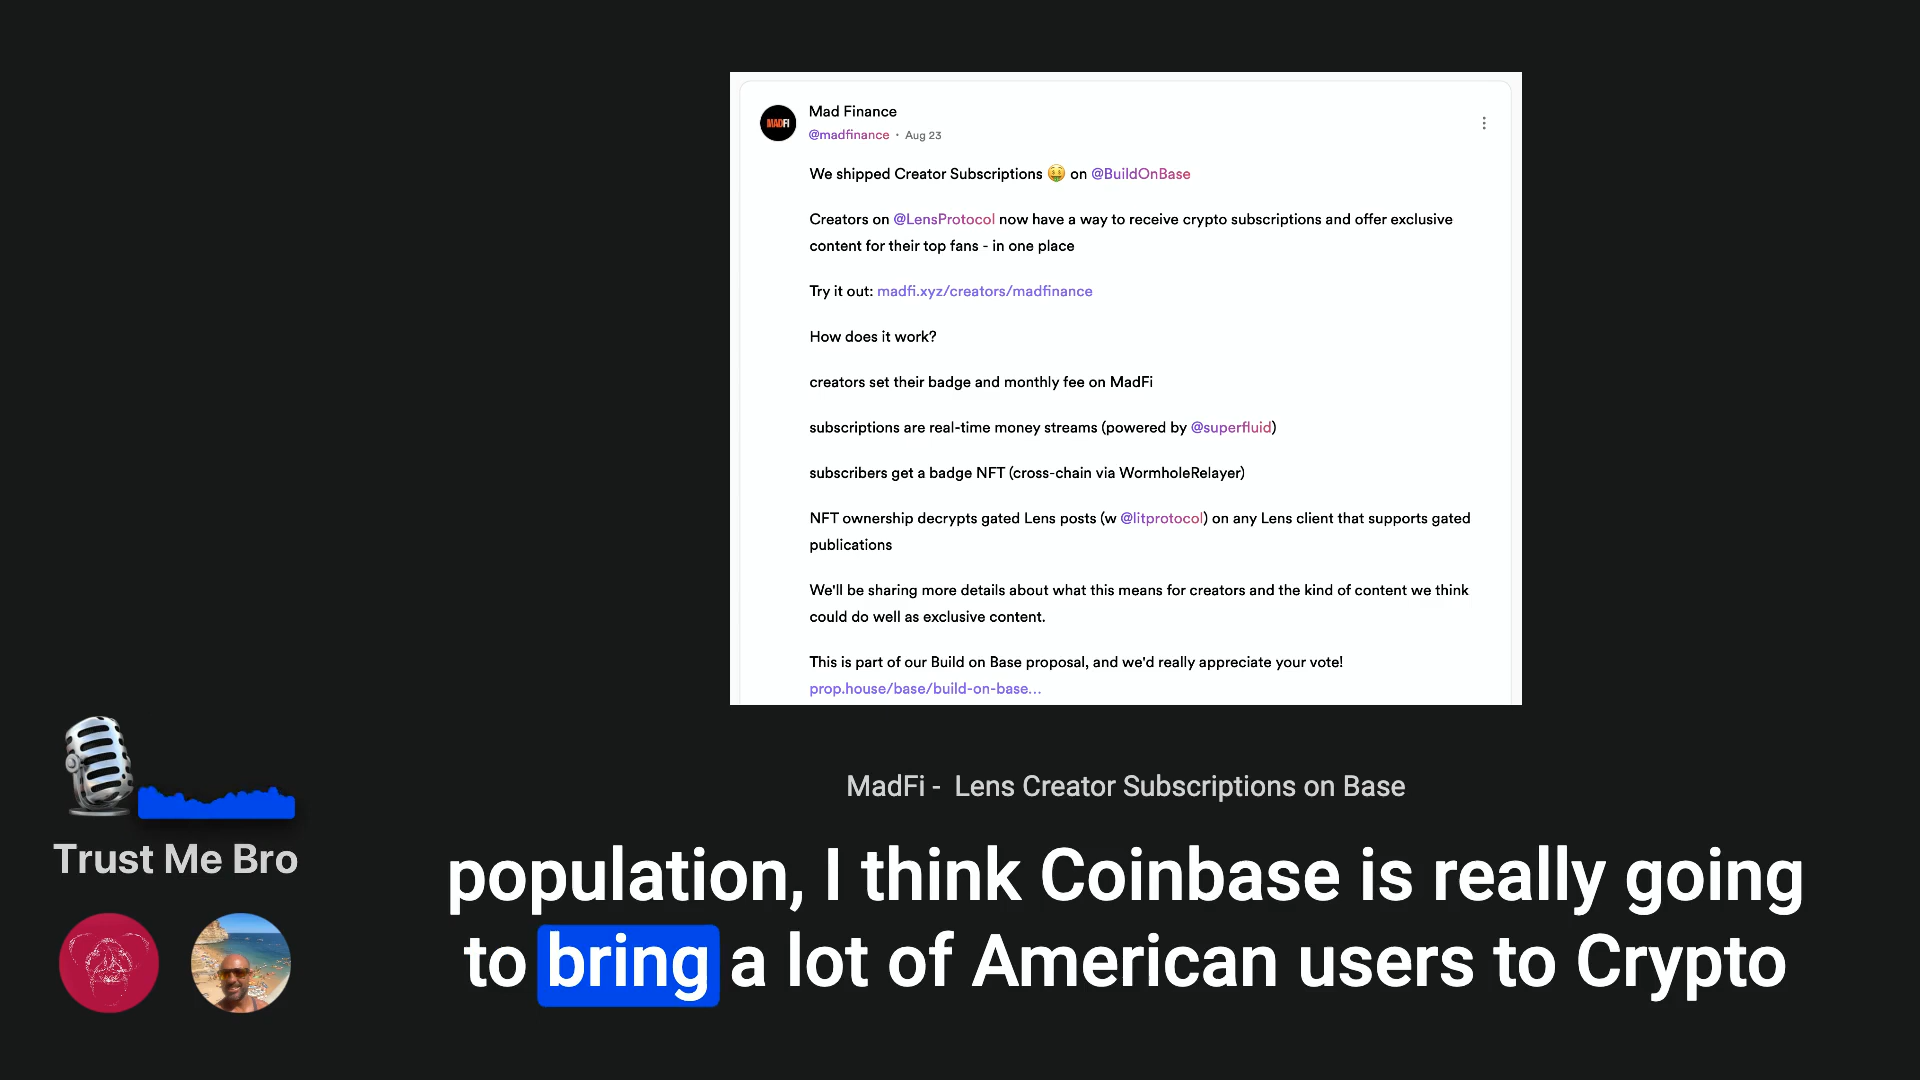 MADFI
Mad Finance
@madfinance · Aug 23
We shipped Creator Subscriptions 🤑 on @BuildOnBase
Creators on @LensProtocol now have a way to receive crypto subscriptions and offer exclusive
content for their top fans - in one place
Try it out: madfi.xyz/creators/madfinance
How does it work?
creators set their badge and monthly fee on MadFi
subscriptions are real-time money streams (powered by @superfluid)
subscribers get a badge NFT (cross-chain via WormholeRelayer)
NFT ownership decrypts gated Lens posts (w @litprotocol) on any Lens client that supports gated
publications
We'll be sharing more details about what this means for creators and the kind of content we think
could do well as exclusive content.
This is part of our Build on Base proposal, and we'd really appreciate your vote!
prop.house/base/build-on-base...
MadFi - Lens Creator Subscriptions on Base
Trust Me Bro
population, I think Coinbase is really going
to bring a lot of American users to Crypto